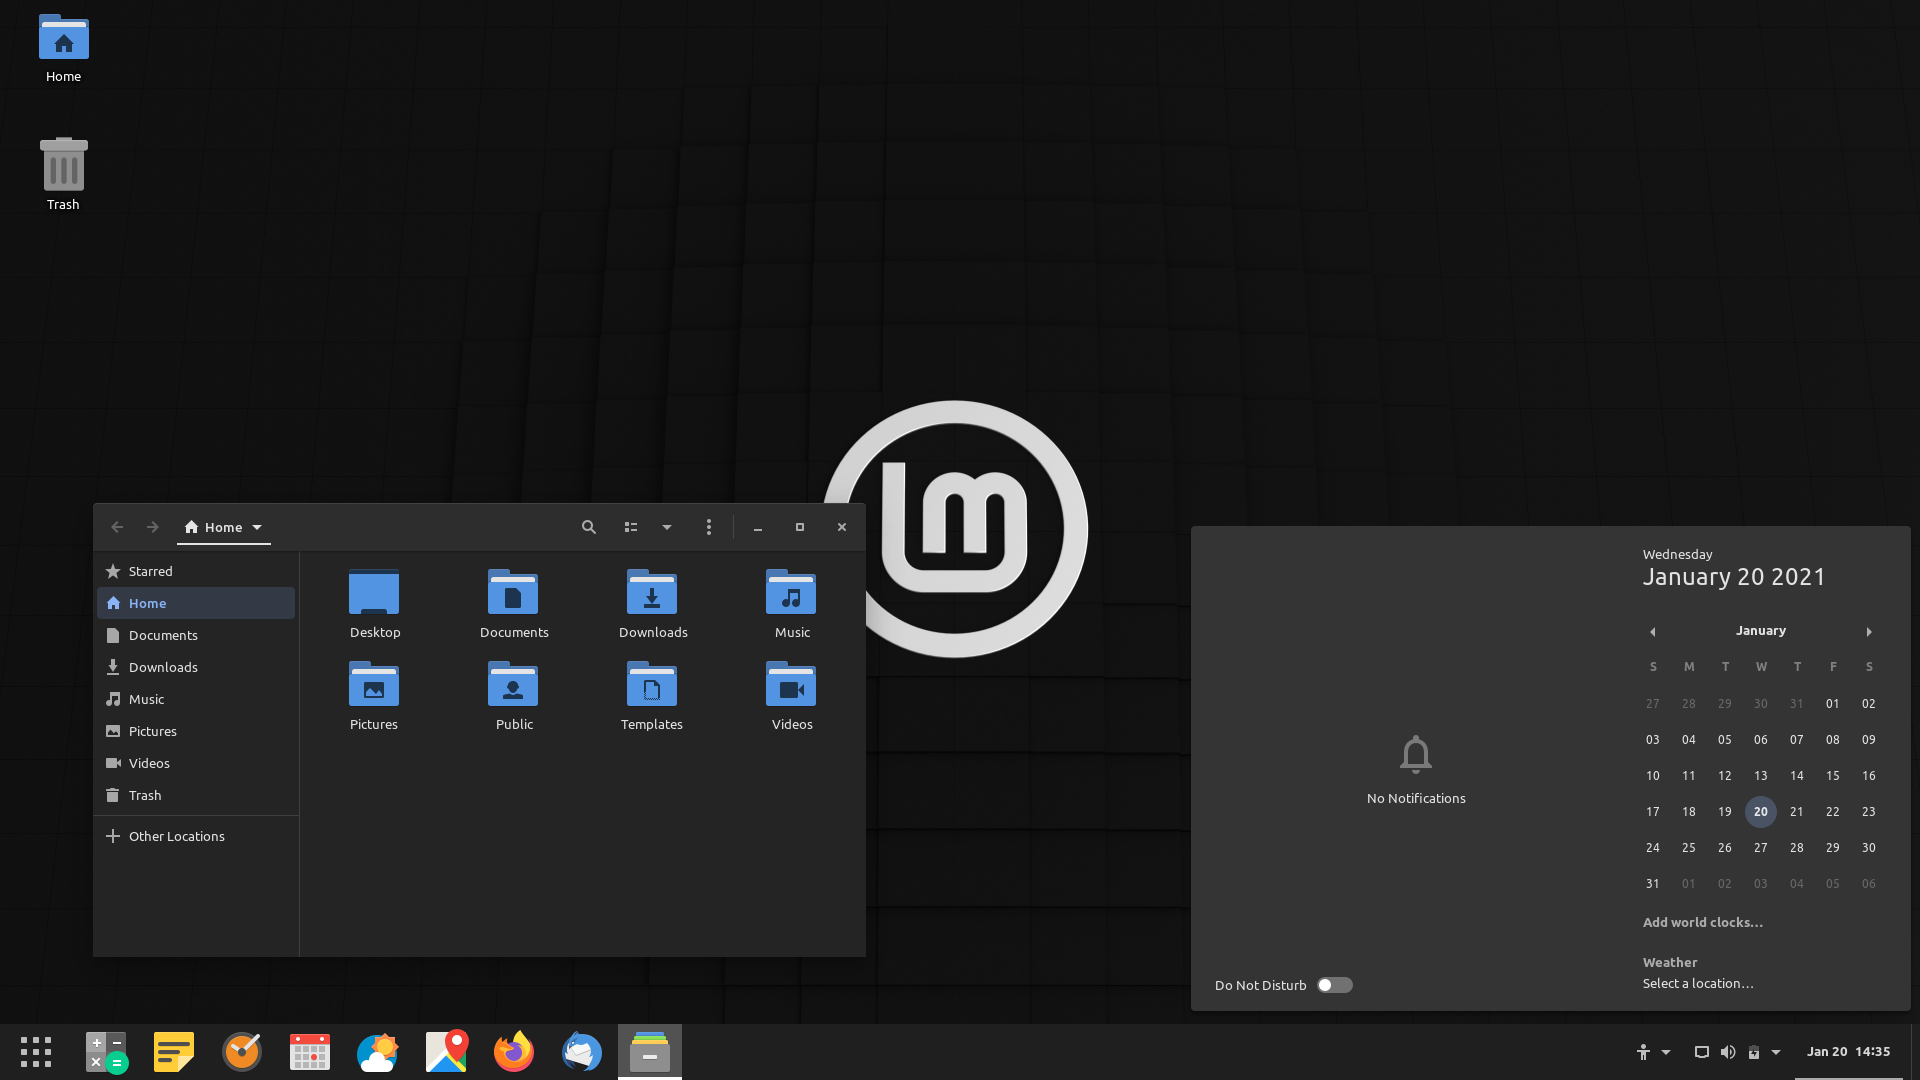 Home
Trash
Home
Starred
Home
Documents
Downloads
Music
Pictures
Videos
Trash
Other Locations
Desktop Documents Downloads Music
Pictures Public Templates Videos
No Notifications
Do Not Disturb
Wednesday
January 20 2021
January
S M T W T F S
27 28 29 30 31 01 02
03 04 05 06 07 08 09
10 11 12 13 14 15 16
17 18 19 20 21 22 23
24 25 26 27 28 29 30
31 01 02 03 04 05 06
Add world clocks…
Weather
Select a location…
Jan 20 14:35